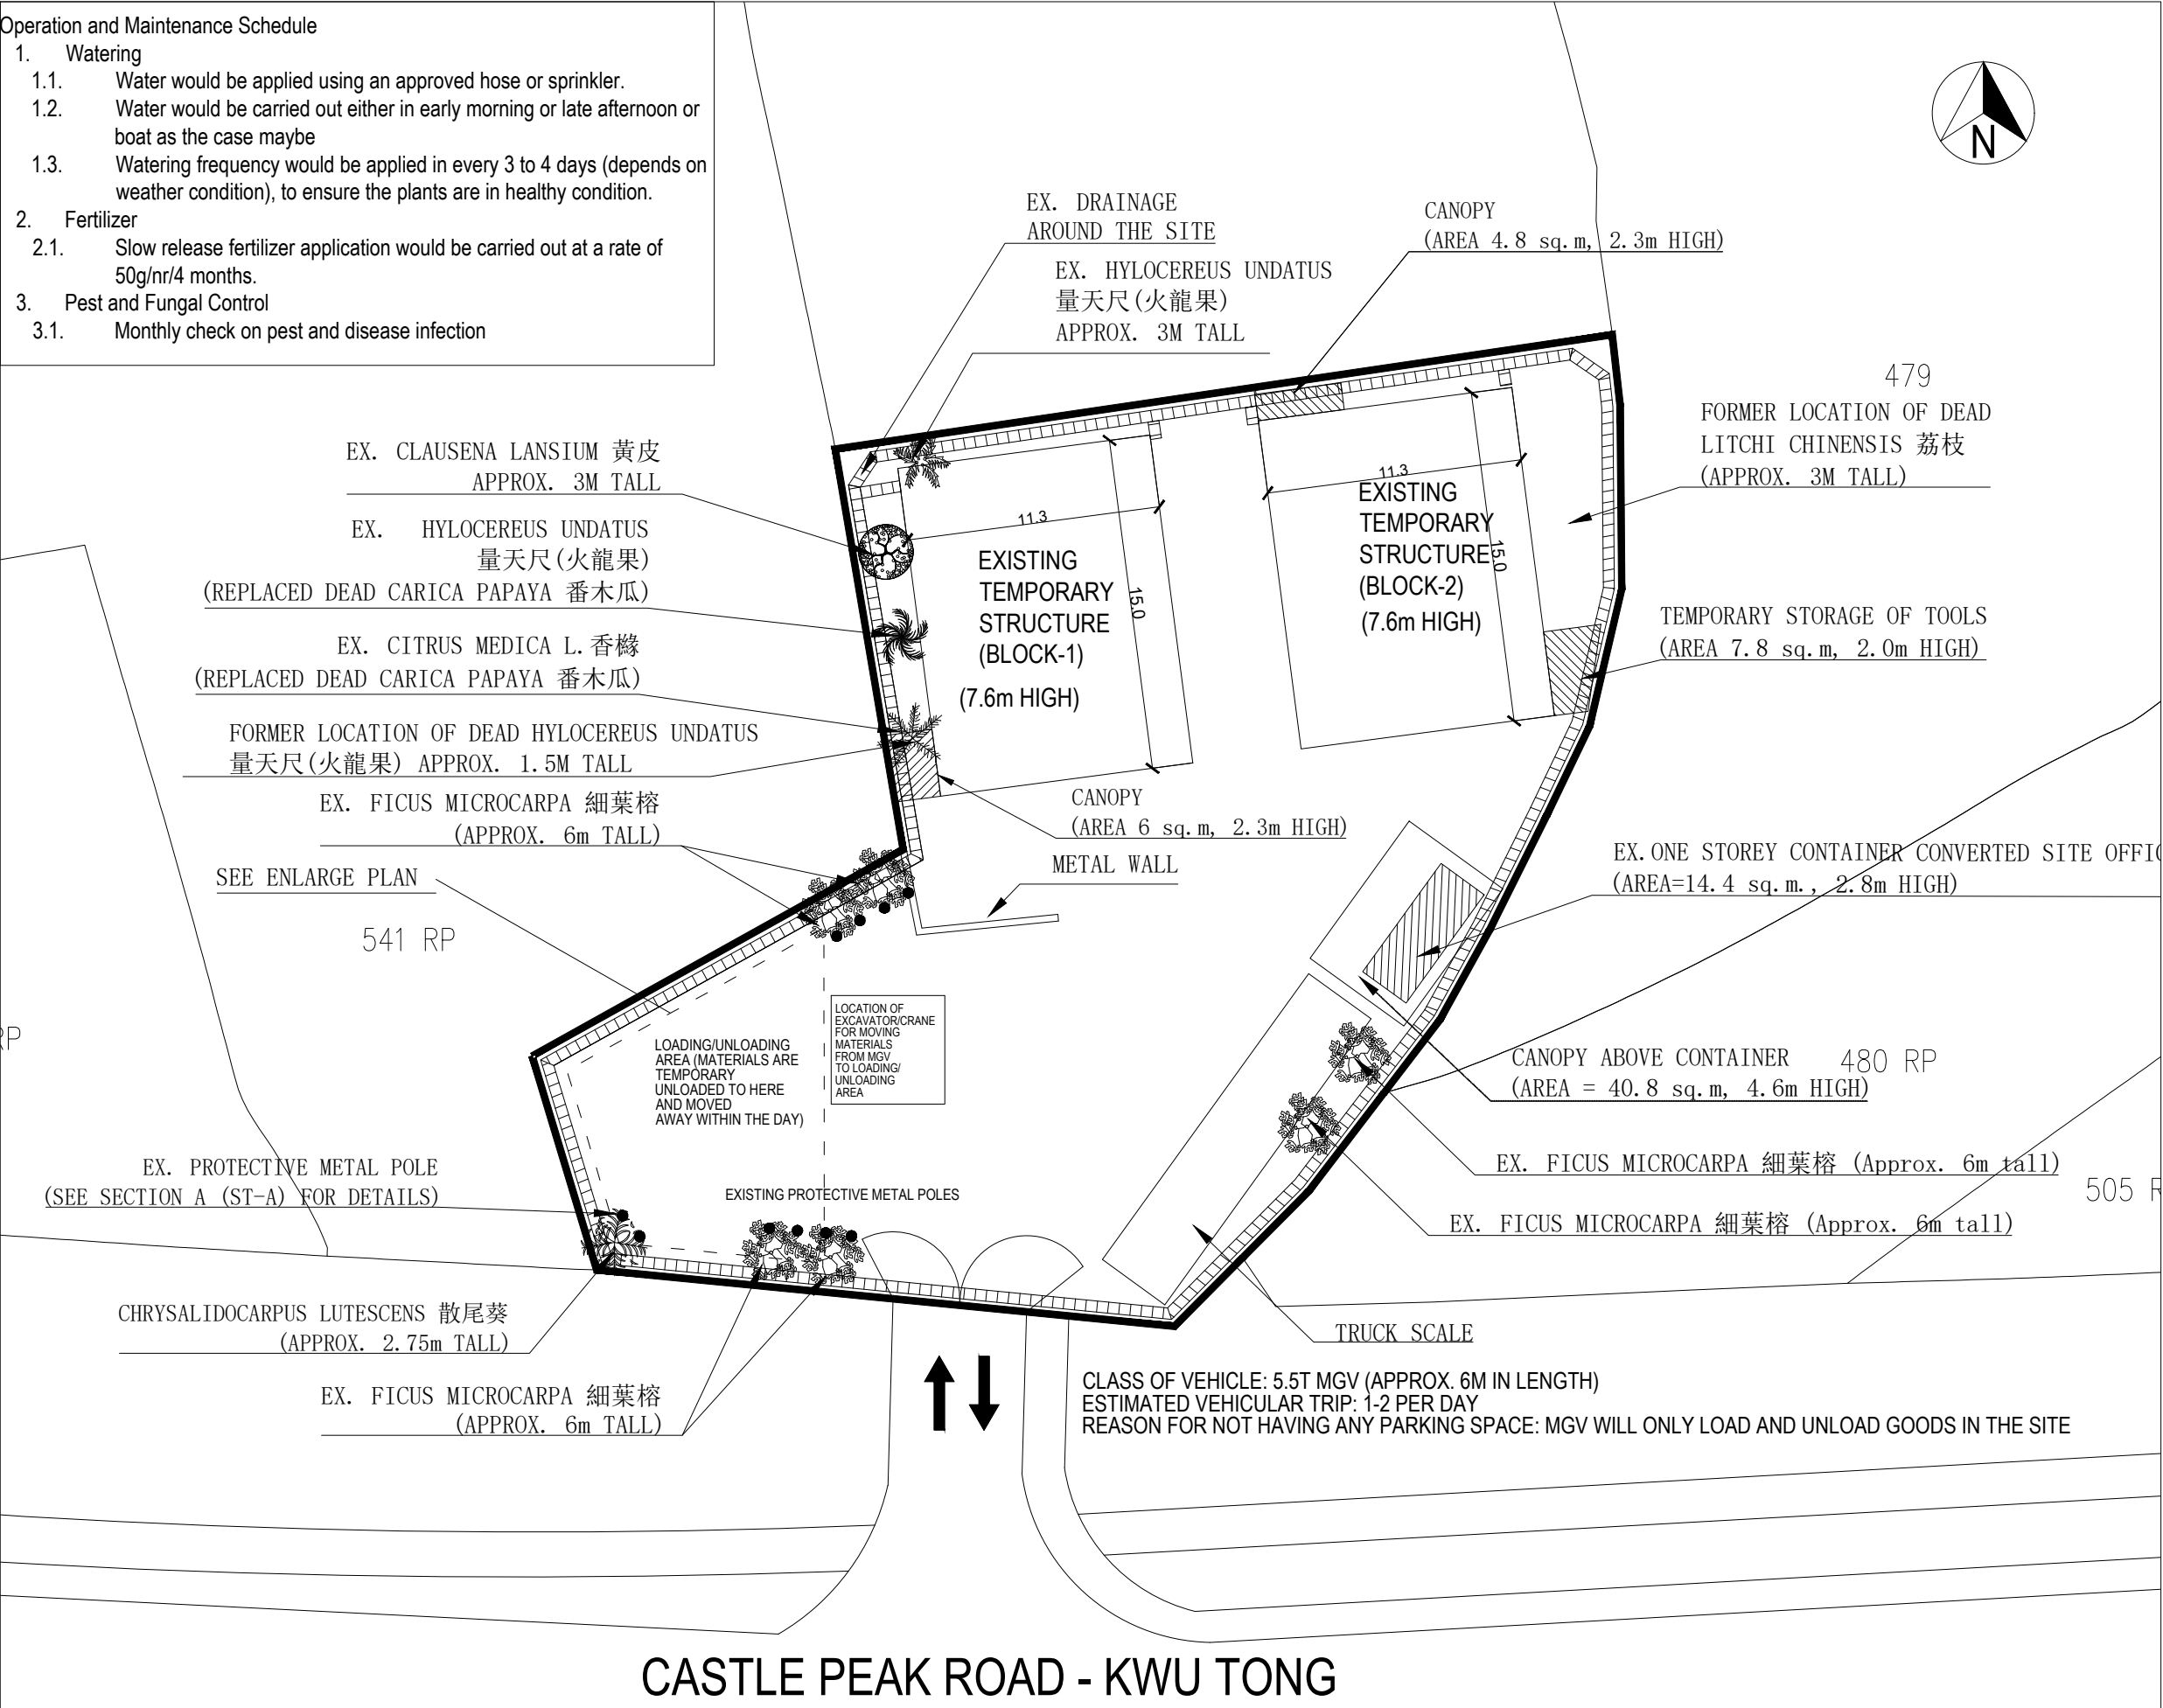 Operation and Maintenance Schedule
1. Watering
1.1. Water would be applied using an approved hose or sprinkler.
1.2. Water would be carried out either in early morning or late afternoon or
boat as the case maybe
1.3. Watering frequency would be applied in every 3 to 4 days (depends on
weather condition), to ensure the plants are in healthy condition.
2. Fertilizer
2.1. Slow release fertilizer application would be carried out at a rate of
50g/nr/4 months.
3. Pest and Fungal Control
3.1. Monthly check on pest and disease infection
N
EX. DRAINAGE
AROUND THE SITE
CANOPY
(AREA 4.8 sq.m, 2.3m HIGH)
EX. HYLOCEREUS UNDATUS
量天尺(火龍果)
APPROX. 3M TALL
479
FORMER LOCATION OF DEAD
LITCHI CHINENSIS 荔枝
(APPROX. 3M TALL)
EX. CLAUSENA LANSIUM 黃皮
APPROX. 3M TALL
EX. HYLOCEREUS UNDATUS
量天尺(火龍果)
(REPLACED DEAD CARICA PAPAYA 番木瓜)
EX. CITRUS MEDICA L.香櫞
(REPLACED DEAD CARICA PAPAYA 番木瓜)
FORMER LOCATION OF DEAD HYLOCEREUS UNDATUS
量天尺(火龍果) APPROX. 1.5M TALL
EX. FICUS MICROCARPA 細葉榕
(APPROX. 6m TALL)
SEE ENLARGE PLAN
541 RP
11.3
15.0
EXISTING
TEMPORARY
STRUCTURE
(BLOCK-1)
(7.6m HIGH)
11.3
15.0
EXISTING
TEMPORARY
STRUCTURE
(BLOCK-2)
(7.6m HIGH)
TEMPORARY STORAGE OF TOOLS
(AREA 7.8 sq.m, 2.0m HIGH)
CANOPY
(AREA 6 sq.m, 2.3m HIGH)
METAL WALL
EX.ONE STOREY CONTAINER CONVERTED SITE
(AREA=14.4 sq.m., 2.8m HIGH)
RP
LOCATION OF
EXCAVATOR/CRANE
FOR MOVING
MATERIALS
FROM MGV
TO LOADING/
UNLOADING
AREA
LOADING/UNLOADING
AREA (MATERIALS ARE
TEMPORARY
UNLOADED TO HERE
AND MOVED
AWAY WITHIN THE DAY)
CANOPY ABOVE CONTAINER
(AREA = 40.8 sq.m, 4.6m HIGH)
480 RP
EX. PROTECTIVE METAL POLE
(SEE SECTION A (ST-A) FOR DETAILS)
EXISTING PROTECTIVE METAL POLES
EX. FICUS MICROCARPA 細葉榕 (Approx. 6m tall)
505
EX. FICUS MICROCARPA 細葉榕 (Approx. 6m tall)
CHRYSALIDOCARPUS LUTESCENS 散尾葵
(APPROX. 2.75m TALL)
TRUCK SCALE
EX. FICUS MICROCARPA 細葉榕
(APPROX. 6m TALL)
CLASS OF VEHICLE: 5.5T MGV (APPROX. 6M IN LENGTH)
ESTIMATED VEHICULAR TRIP: 1-2 PER DAY
REASON FOR NOT HAVING ANY PARKING SPACE: MGV WILL ONLY LOAD AND UNLOAD GOODS IN THE SITE
CASTLE PEAK ROAD - KWU TONG